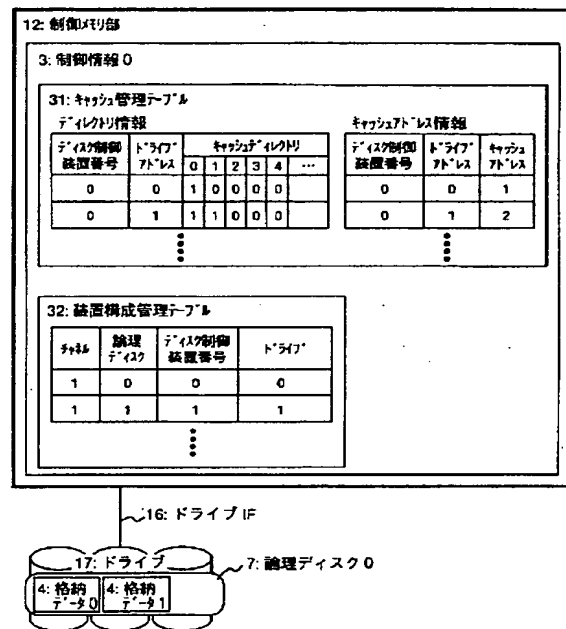 12: 制御メモリ部
3: 制御情報 0
31: キャッシュ管理テーブル
ディレクトリ情報
ディスク制御装置番号 ドライブアドレス キャッシュディレクトリ
0 1 2 3 4 …
0 0 1 0 0 0 0
0 1 1 1 0 0 0
キャッシュアドレス情報
ディスク制御装置番号 ドライブアドレス キャッシュアドレス
0 0 1
0 1 2
32: 装置構成管理テーブル
チャネル 論理ディスク ディスク制御装置番号 ドライブ
1 0 0 0
1 1 1 1
16: ドライブ IF
17: ドライブ
7: 論理ディスク 0
4: 格納データ 0
4: 格納データ 1